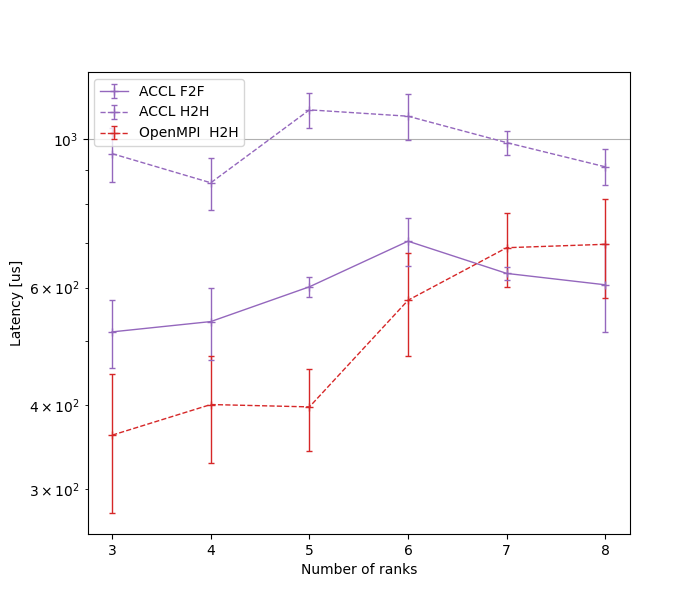 ACCL F2F
ACCL H2H
OpenMPI  H2H
10³
6 × 10²
4 × 10²
3 × 10²
Latency [us]
3 4 5 6 7 8
Number of ranks